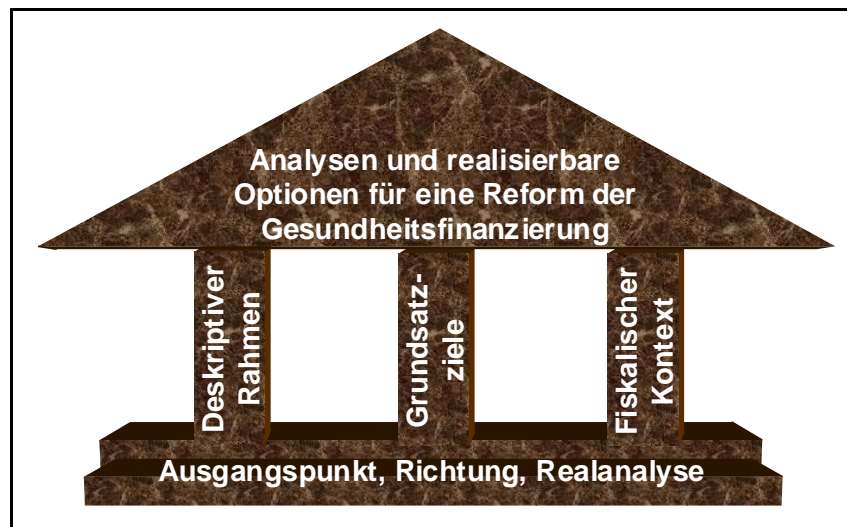 Analysen und realisierbare
Optionen für eine Reform der
Gesundheitsfinanzierung
Deskriptiver
Rahmen
Grundsatz-
ziele
Fiskalischer
Kontext
Ausgangspunkt, Richtung, Realanalyse